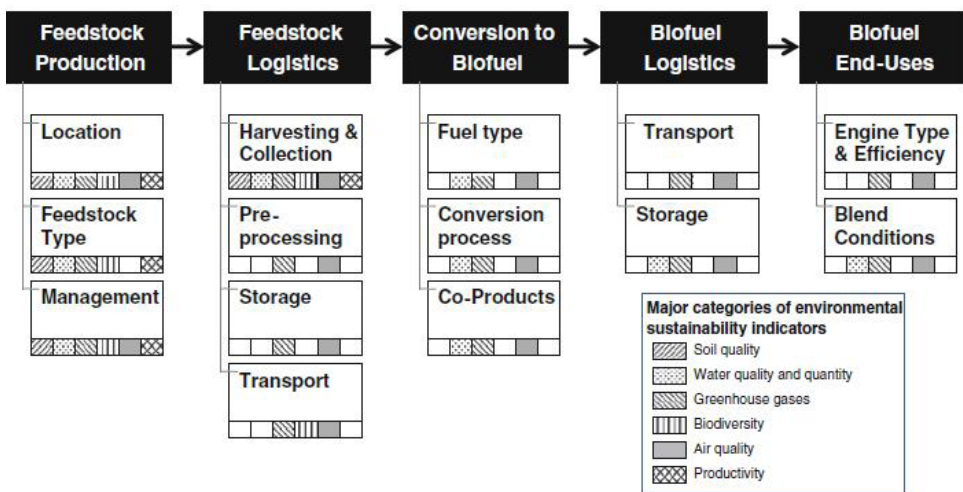 Feedstock
Production
Feedstock
Logistics
Conversion to
Biofuel
Biofuel
Logistics
Biofuel
End-Uses
Location
Feedstock
Type
Management
Harvesting &
Collection
Pre-
processing
Storage
Transport
Fuel type
Conversion
process
Co-Products
Transport
Storage
Engine Type
& Efficiency
Blend
Conditions
Major categories of environmental
sustainability indicators
Soil quality
Water quality and quantity
Greenhouse gases
Biodiversity
Air quality
Productivity